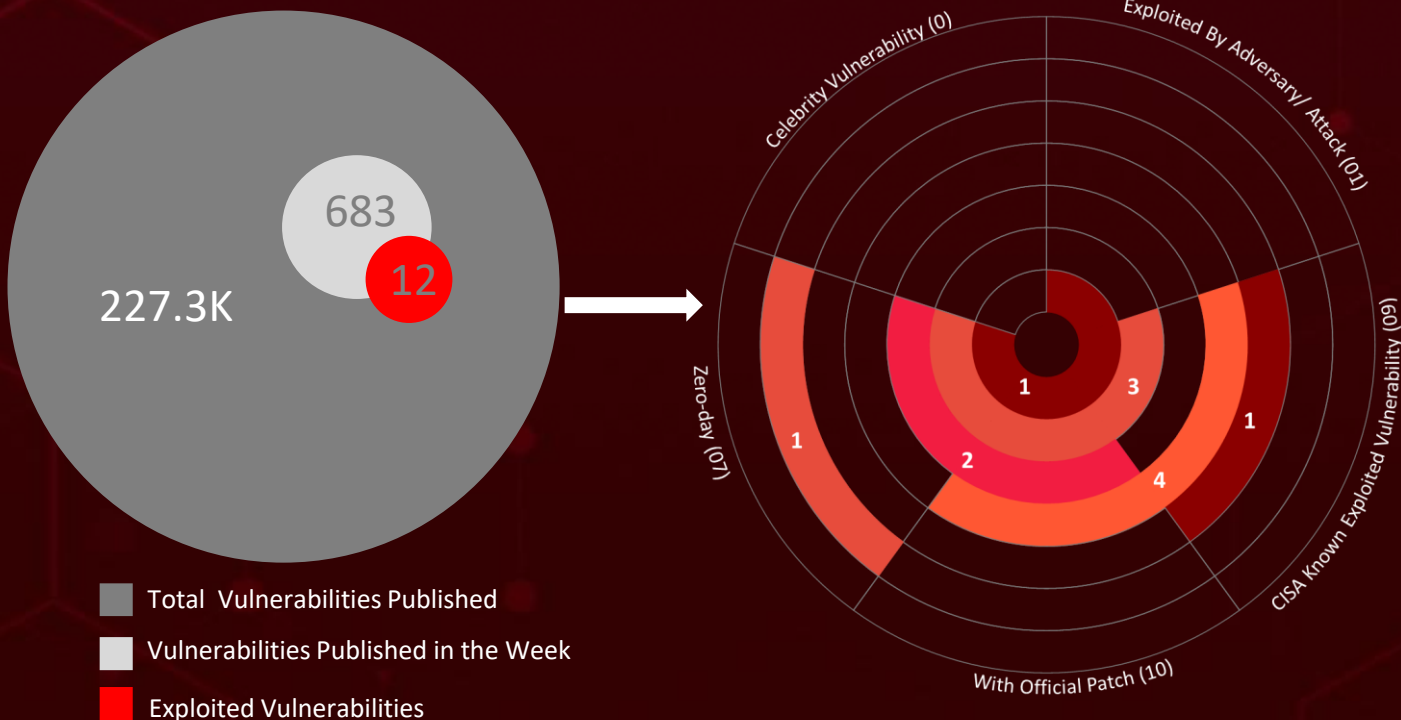 227.3K
683
12
Total Vulnerabilities Published
Vulnerabilities Published in the Week
Exploited Vulnerabilities
Celebrity Vulnerability (0)
Exploited By Adversary/ Attack (01)
CISA Known Exploited Vulnerability (09)
With Official Patch (10)
Zero-day (07)
1
3
2
4
1
1